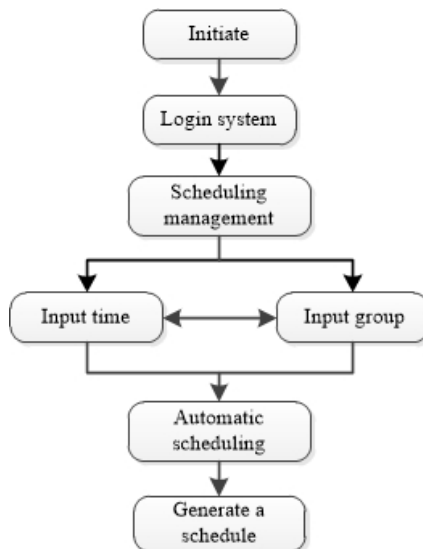 Initiate
Login system
Scheduling
management
Input time
Input group
Automatic
scheduling
Generate a
schedule